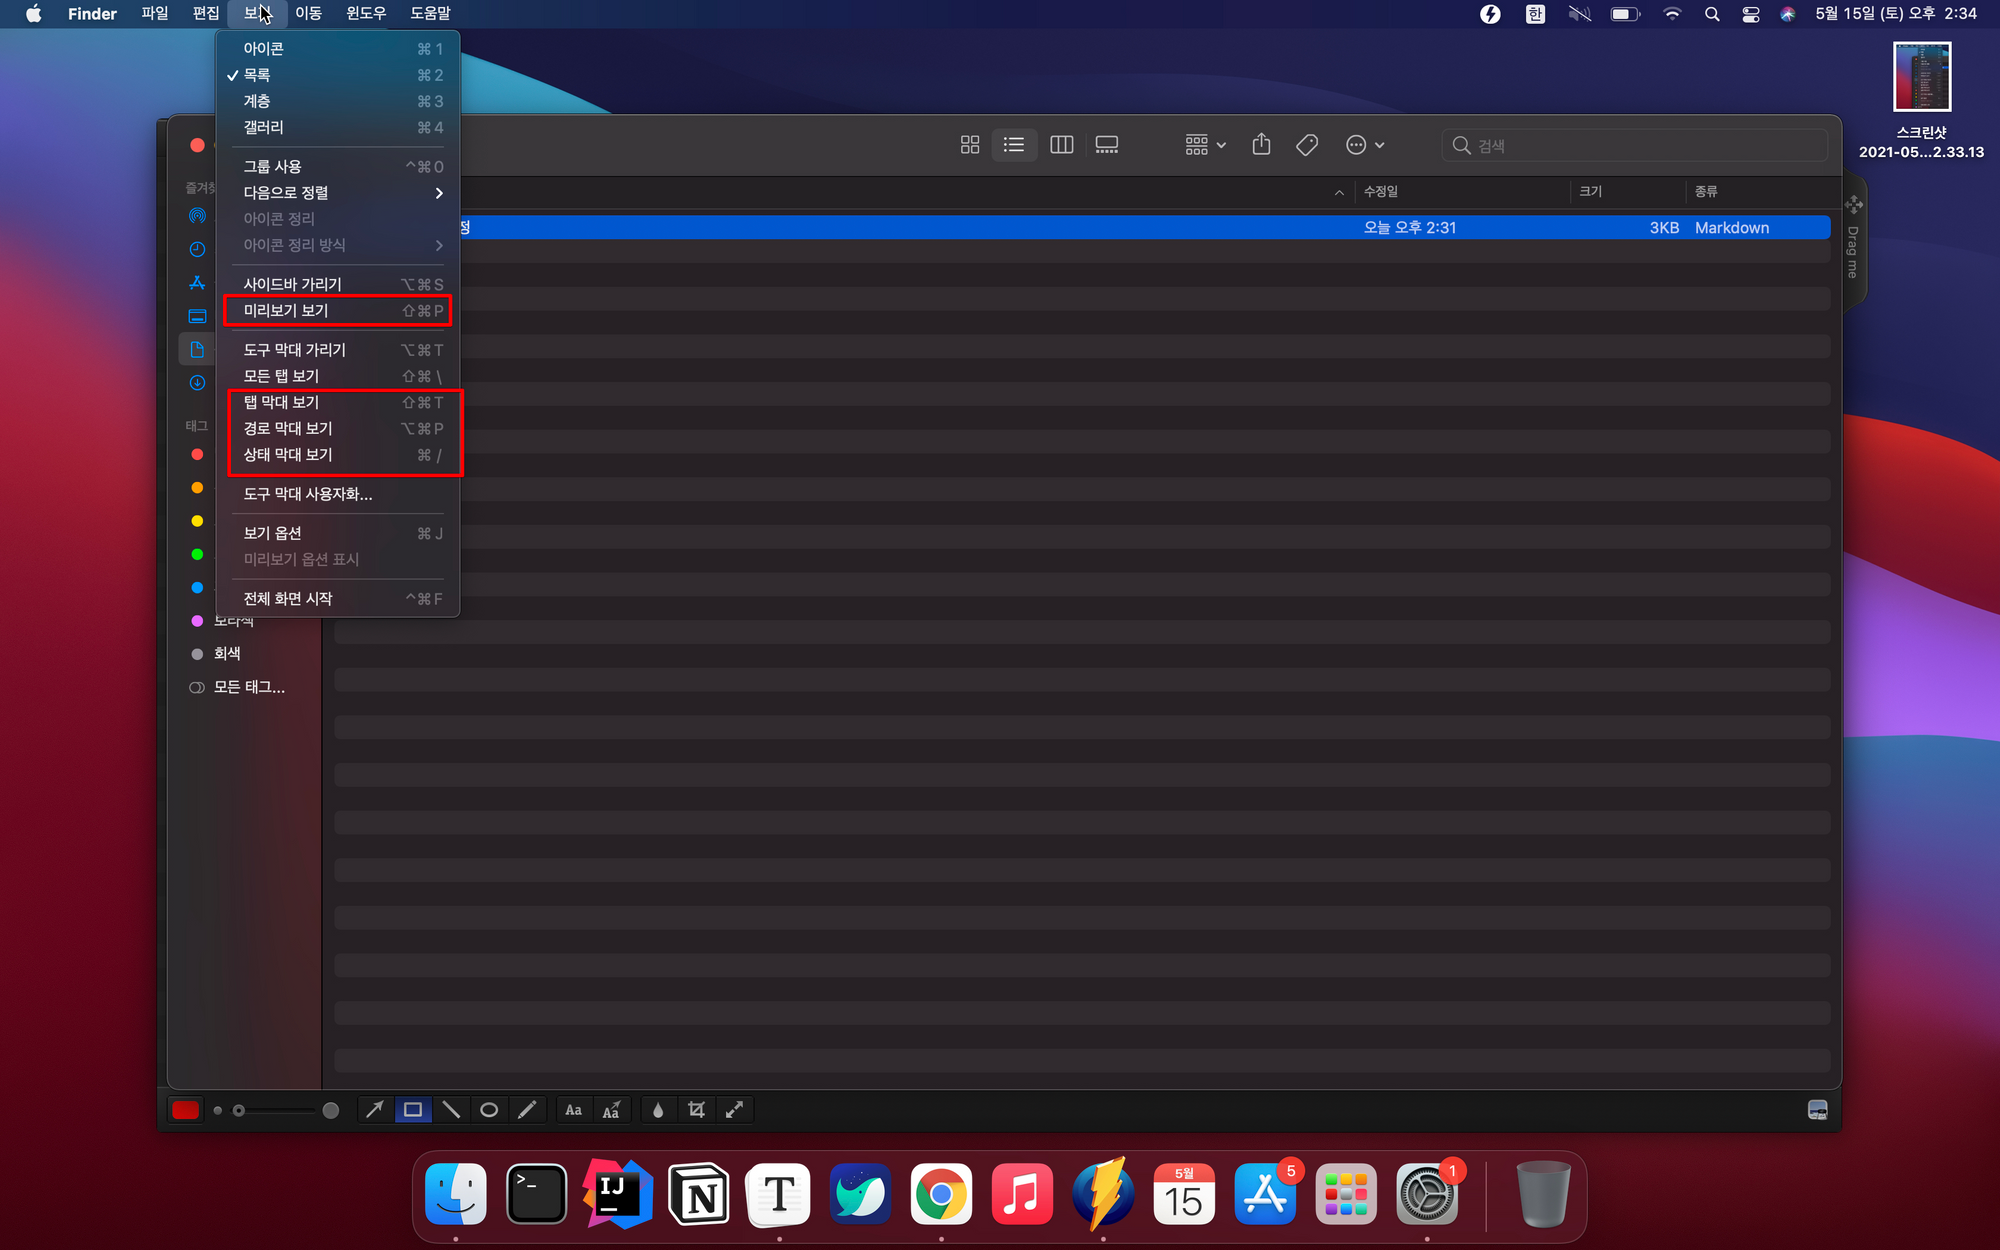 Finder 파일 편집 이동 윈도우 도움말 한 5월 15일 (토) 오후 2:34
아이콘 ⌘ 1
✓ 목록 ⌘ 2
계층 ⌘ 3
갤러리 ⌘ 4
그룹 사용 ^⌘0
다음으로 정렬
아이콘 정리
아이콘 정리 방식
사이드바 가리기 ⌥⌘S
미리보기 보기 ⇧⌘P
도구 막대 가리기 ⌥⌘T
모든 탭 보기 ⇧⌘\
탭 막대 보기 ⇧⌘T
경로 막대 보기 ⌥⌘P
상태 막대 보기 ⌘/
도구 막대 사용자화...
보기 옵션 ⌘J
미리보기 옵션 표시
전체 화면 시작 ^⌘F
태그
보라색
회색
모든 태그...
검색
수정일 크기 종류
정 오늘 오후 2:31 3KB Markdown
스크린샷
2021-05...2.33.13
Drag me
Aa Aa
>_
IJ
N
T
5월
15
5
1